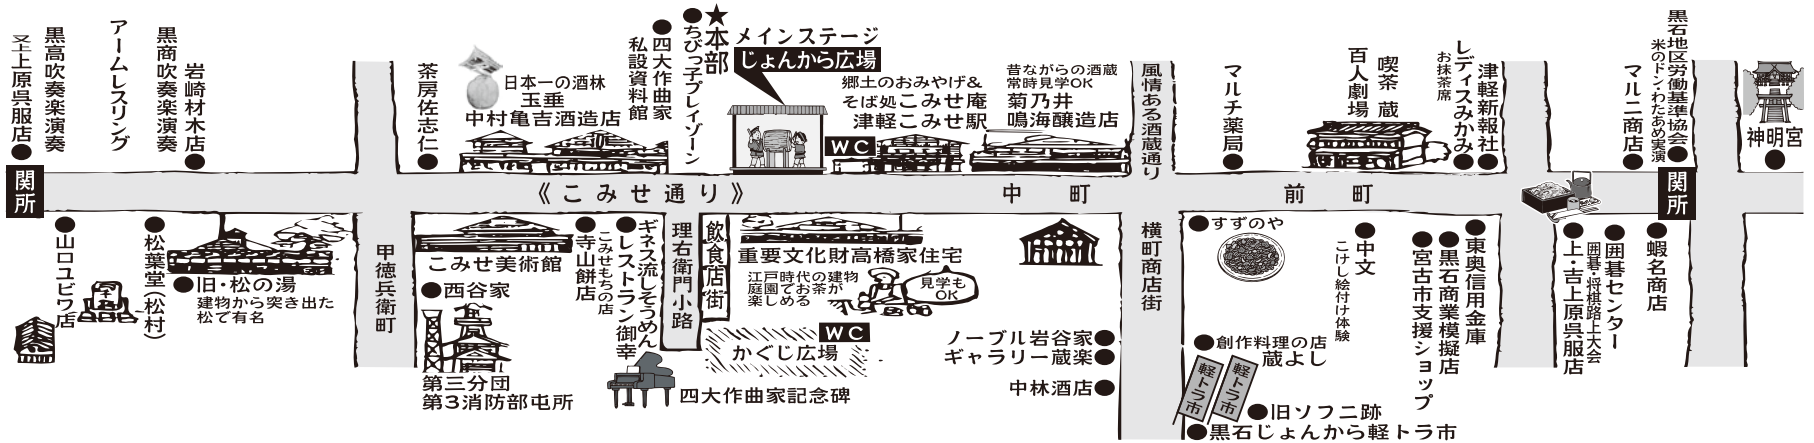 又上上原呉服店
黒高吹奏楽演奏
アームレスリング
黒商吹奏楽演奏
岩崎材木店
茶房佐志仁
日本一の酒林
玉垂
中村亀吉酒造店
四大作曲家
私設資料館
ちびっ子プレイゾーン
★本部
メインステージ
じょんから広場
WC
郷土のおみやげ&
そば処こみせ庵
津軽こみせ駅
昔ながらの酒蔵
常時見学OK
菊乃井
鳴海醸造店
風情ある酒蔵通り
マルチ薬局
喫茶 蔵
百人劇場
レディスみかみ
お抹茶席
津軽新報社
マルニ商店
黒石地区労働基準協会
米のドン・わたあめ実演
神明宮
関所
《こみせ通り》
中町
前町
関所
山口ユビワ店
松葉堂(松村)
旧・松の湯
建物から突き出た
松で有名
甲徳兵衛町
こみせ美術館
西谷家
第三分団
第3消防部屯所
寺山餅店
こみせもちの店
レストラン御幸
ギネス流しそうめん
理右衛門小路
飲食店街
重要文化財高橋家住宅
江戸時代の建物
庭園でお茶が
楽しめる
見学も
OK
WC
かぐじ広場
四大作曲家記念碑
ノーブル岩谷家
ギャラリー蔵楽
中林酒店
横町商店街
すずのや
創作料理の店
蔵よし
軽トラ市
軽トラ市
旧ソフニ跡
黒石じょんから軽トラ市
中文
こけし絵付け体験
宮古市支援ショップ
黒石商業模擬店
東奥信用金庫
上・吉上原呉服店
囲碁・将棋路上大会
囲碁センター
蝦名商店